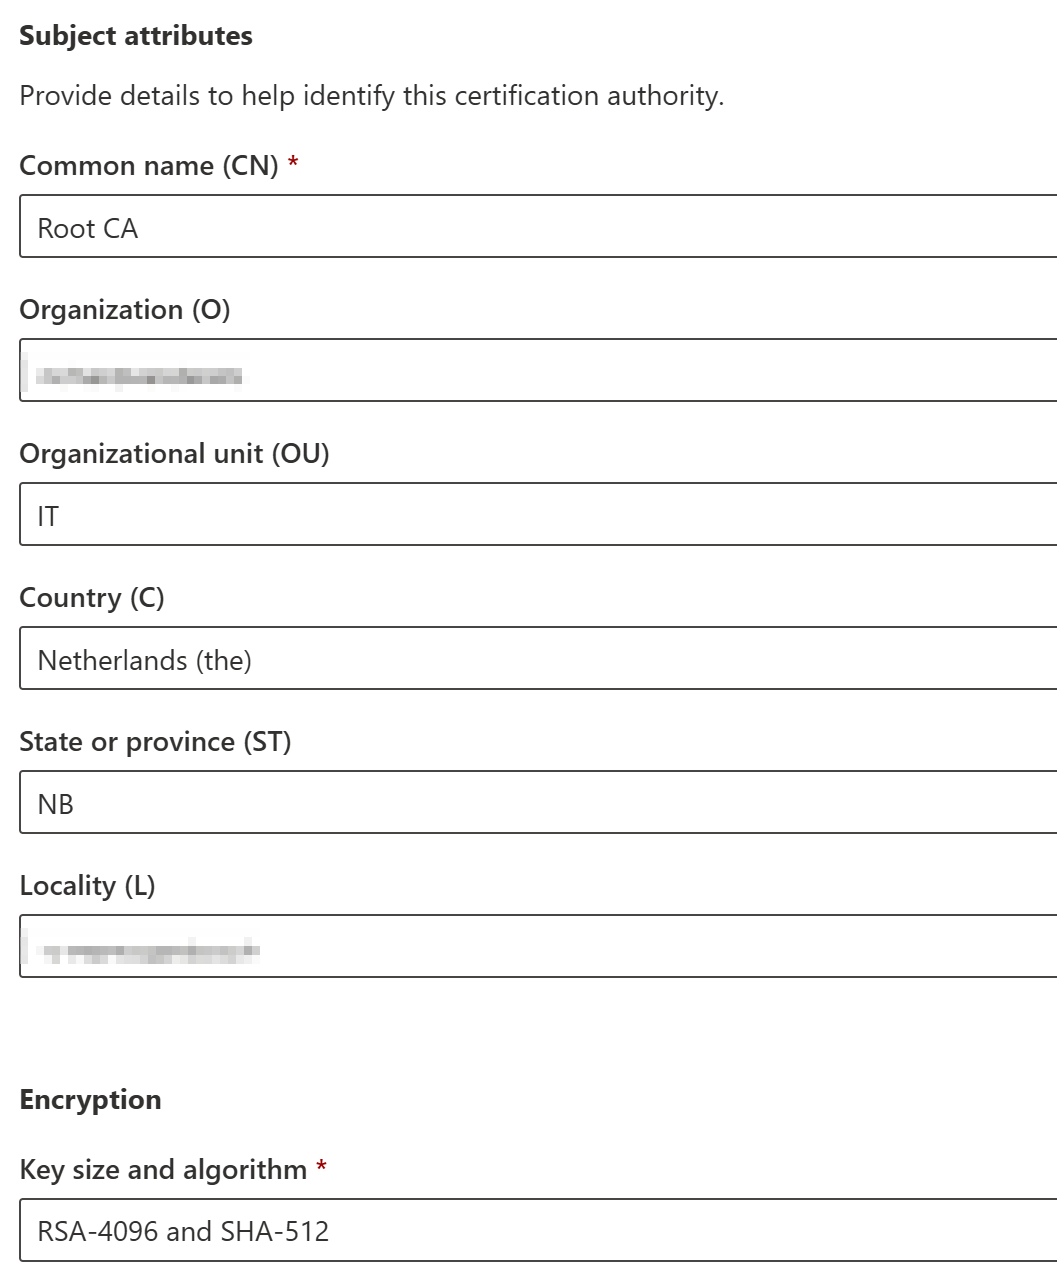 Subject attributes
Provide details to help identify this certification authority.
Common name (CN) *
Root CA
Organization (O)
Organizational unit (OU)
IT
Country (C)
Netherlands (the)
State or province (ST)
NB
Locality (L)
Encryption
Key size and algorithm *
RSA-4096 and SHA-512